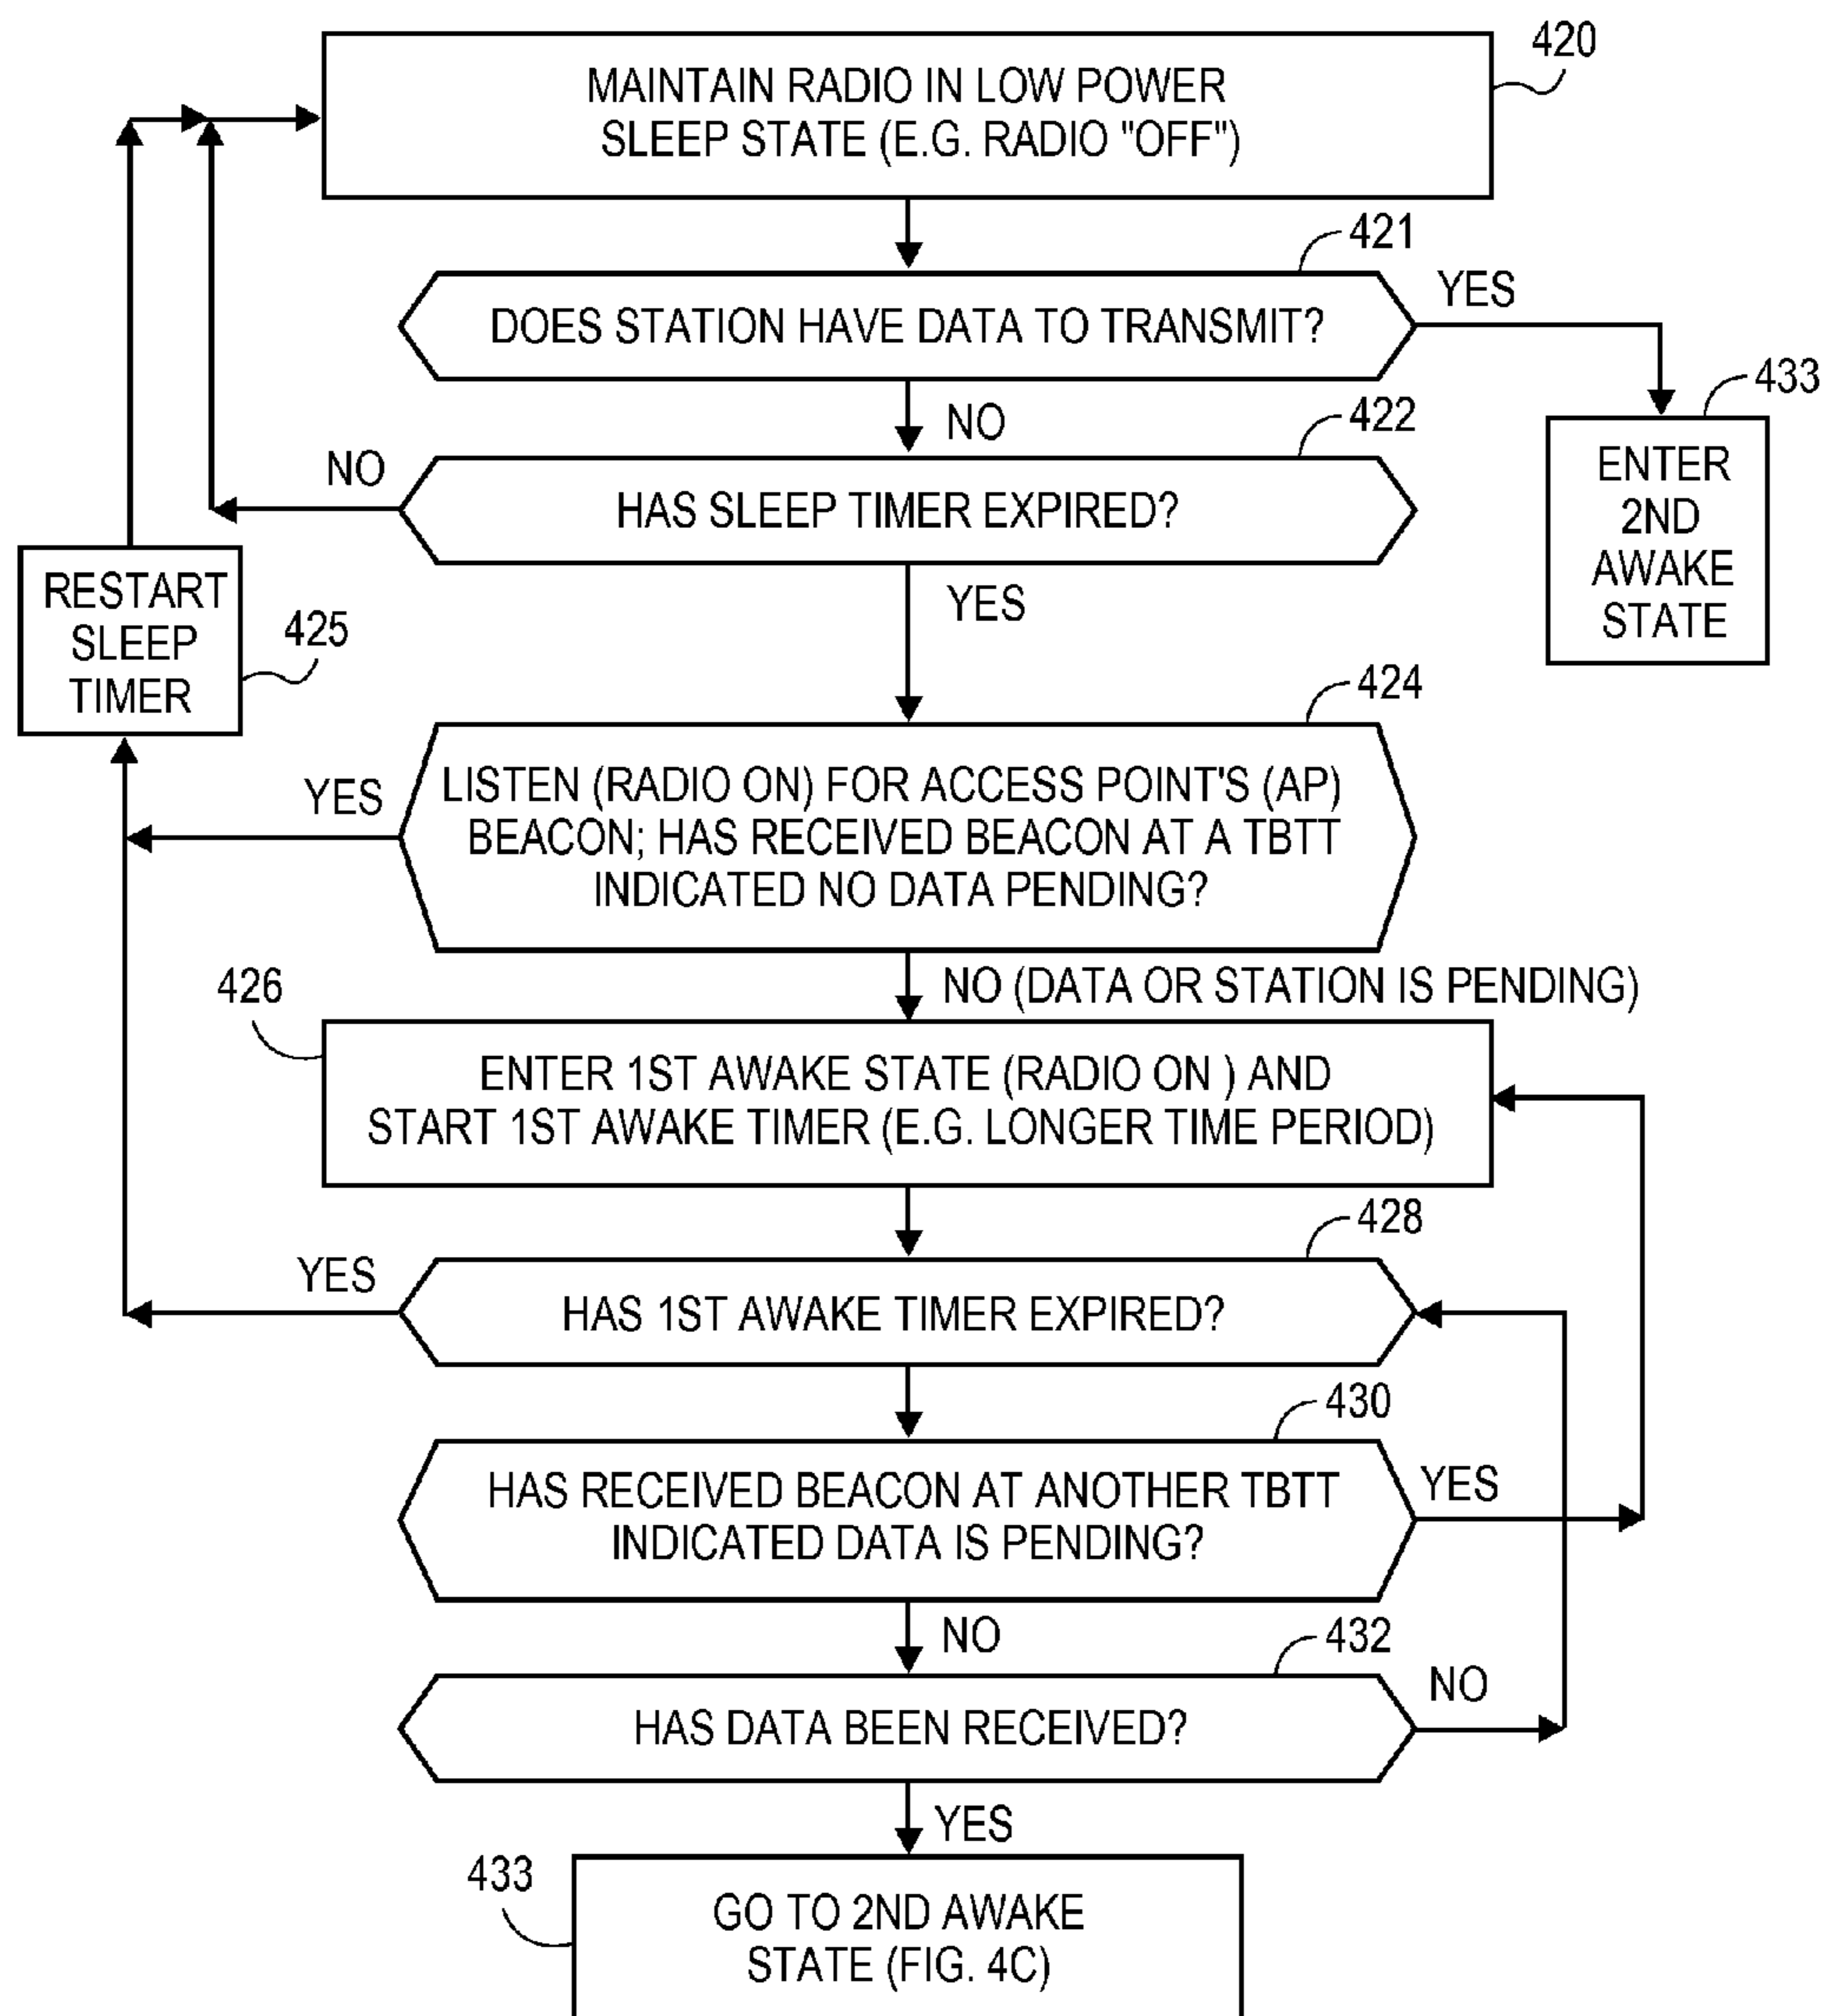 420
MAINTAIN RADIO IN LOW POWER
SLEEP STATE (E.G. RADIO "OFF")
421
DOES STATION HAVE DATA TO TRANSMIT?
YES
433
ENTER
2ND
AWAKE
STATE
NO
422
HAS SLEEP TIMER EXPIRED?
NO
RESTART
SLEEP
TIMER
425
YES
424
LISTEN (RADIO ON) FOR ACCESS POINT'S (AP)
BEACON; HAS RECEIVED BEACON AT A TBTT
INDICATED NO DATA PENDING?
YES
NO (DATA OR STATION IS PENDING)
426
ENTER 1ST AWAKE STATE (RADIO ON ) AND
START 1ST AWAKE TIMER (E.G. LONGER TIME PERIOD)
428
HAS 1ST AWAKE TIMER EXPIRED?
YES
430
HAS RECEIVED BEACON AT ANOTHER TBTT
INDICATED DATA IS PENDING?
YES
NO
432
HAS DATA BEEN RECEIVED?
NO
YES
433
GO TO 2ND AWAKE
STATE (FIG. 4C)